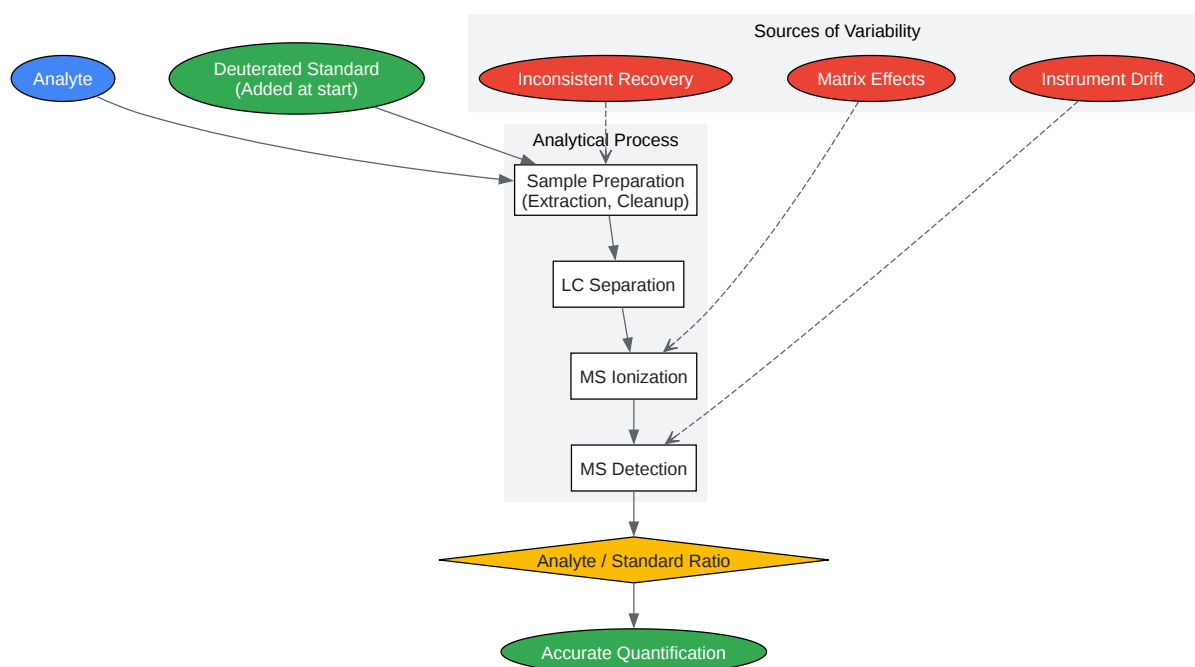 Sources of Variability
Analyte
Deuterated Standard
(Added at start)
Inconsistent Recovery
Matrix Effects
Instrument Drift
Analytical Process
Sample Preparation
(Extraction, Cleanup)
LC Separation
MS Ionization
MS Detection
Analyte / Standard Ratio
Accurate Quantification